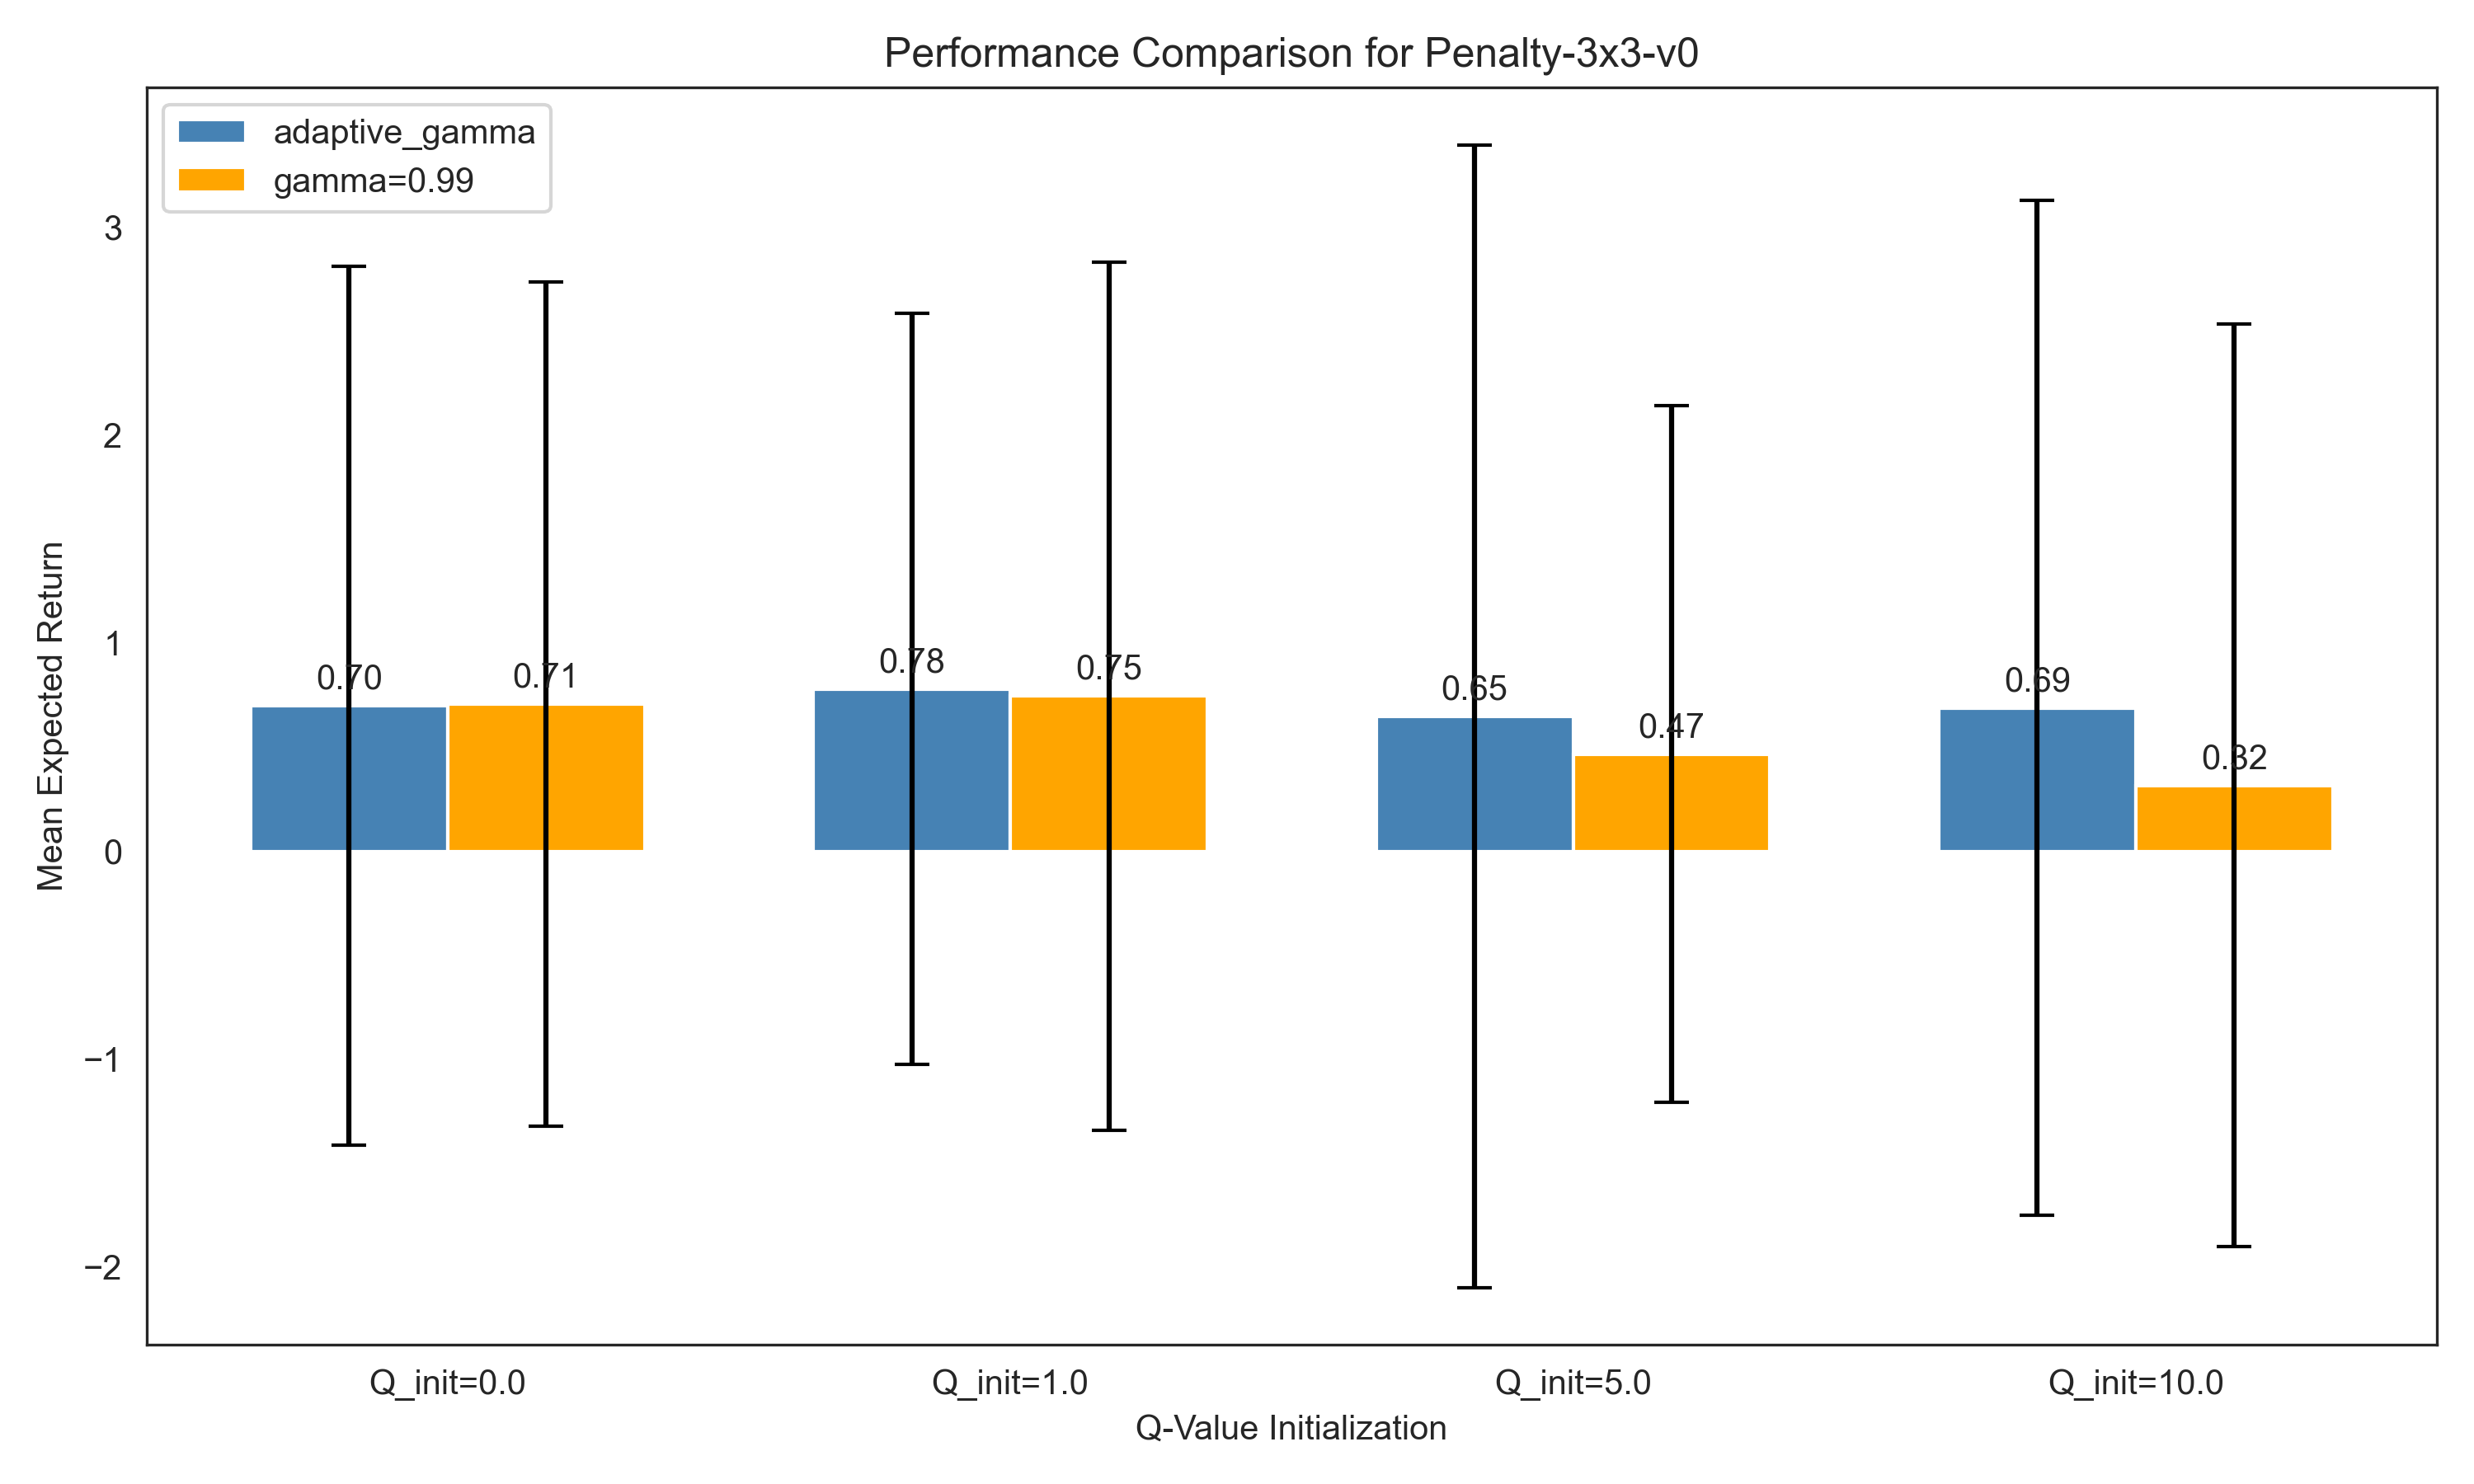 Performance Comparison for Penalty-3x3-v0
adaptive_gamma
gamma=0.99
3
2
1
0
−1
−2
Mean Expected Return
0.70
0.71
0.78
0.75
0.65
0.47
0.69
0.32
Q_init=0.0
Q_init=1.0
Q_init=5.0
Q_init=10.0
Q-Value Initialization